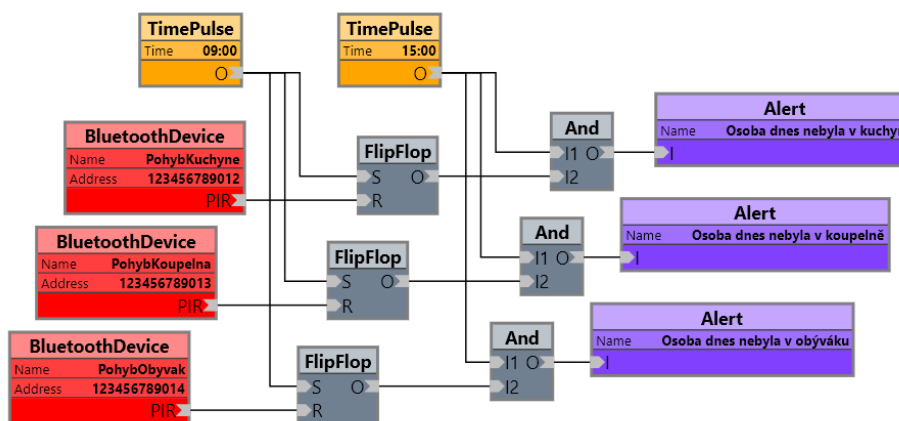 TimePulse
Time 09:00
O
TimePulse
Time 15:00
O
BluetoothDevice
Name PohybKuchyne
Address 123456789012
PIR
FlipFlop
S O
R
And
I1 O
I2
Alert
Name Osoba dnes nebyla v kuchyn
I
BluetoothDevice
Name PohybKoupelna
Address 123456789013
PIR
FlipFlop
S O
R
And
I1 O
I2
Alert
Name Osoba dnes nebyla v koupelně
I
BluetoothDevice
Name PohybObyvak
Address 123456789014
PIR
FlipFlop
S O
R
And
I1 O
I2
Alert
Name Osoba dnes nebyla v obýváku
I